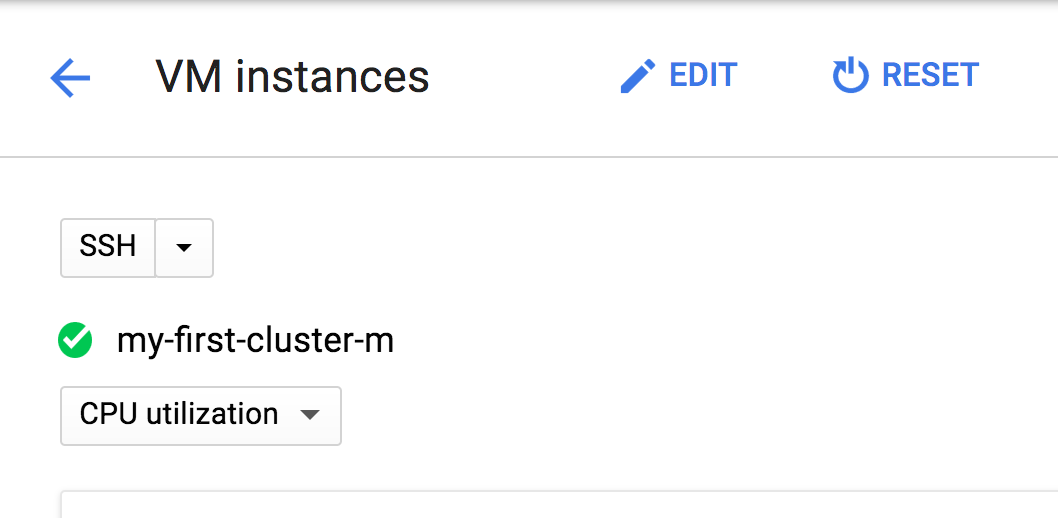 VM instances EDIT RESET
SSH
my-first-cluster-m
CPU utilization